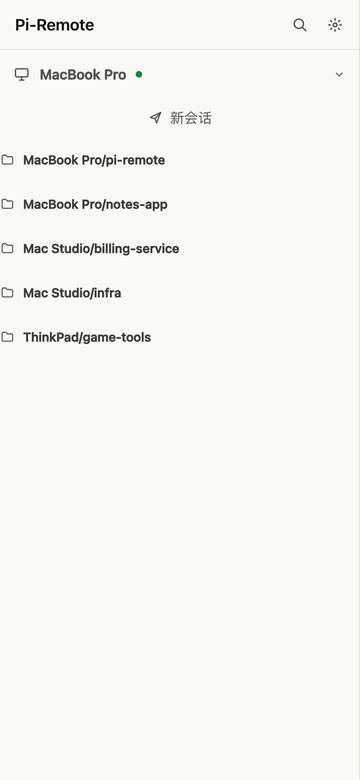 Pi-Remote
MacBook Pro
新会话
MacBook Pro/pi-remote
MacBook Pro/notes-app
Mac Studio/billing-service
Mac Studio/infra
ThinkPad/game-tools